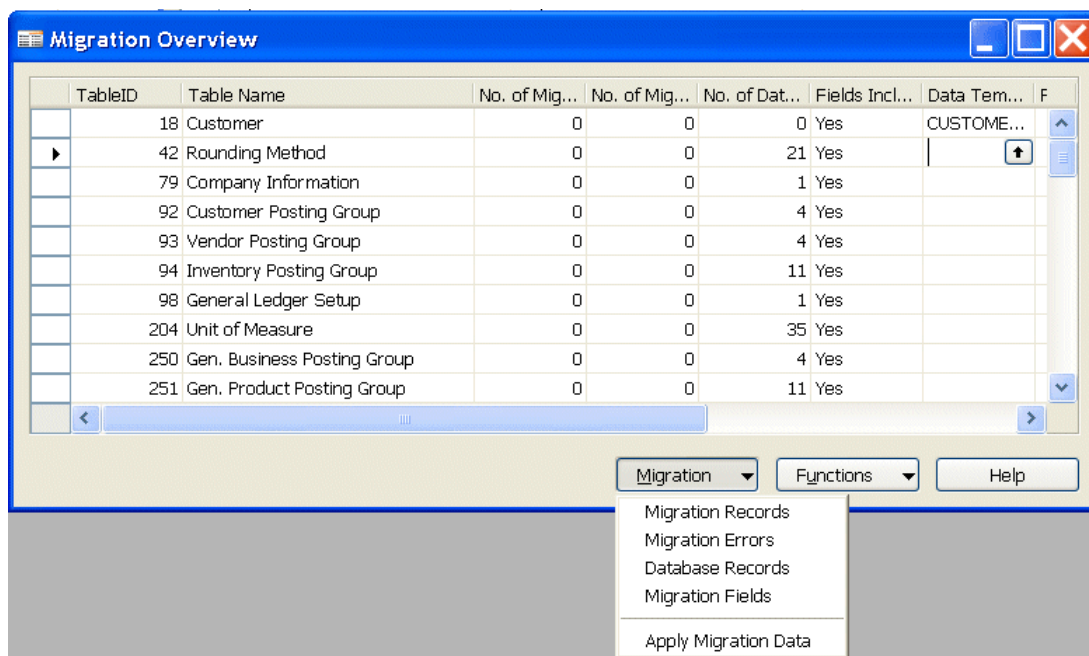 Migration Overview
TableID Table Name No. of Mig... No. of Mig... No. of Dat... Fields Incl... Data Tem... F
18 Customer 0 0 0 Yes CUSTOME...
42 Rounding Method 0 0 21 Yes
79 Company Information 0 0 1 Yes
92 Customer Posting Group 0 0 4 Yes
93 Vendor Posting Group 0 0 4 Yes
94 Inventory Posting Group 0 0 11 Yes
98 General Ledger Setup 0 0 1 Yes
204 Unit of Measure 0 0 35 Yes
250 Gen. Business Posting Group 0 0 4 Yes
251 Gen. Product Posting Group 0 0 11 Yes
Migration Functions Help
Migration Records
Migration Errors
Database Records
Migration Fields
Apply Migration Data